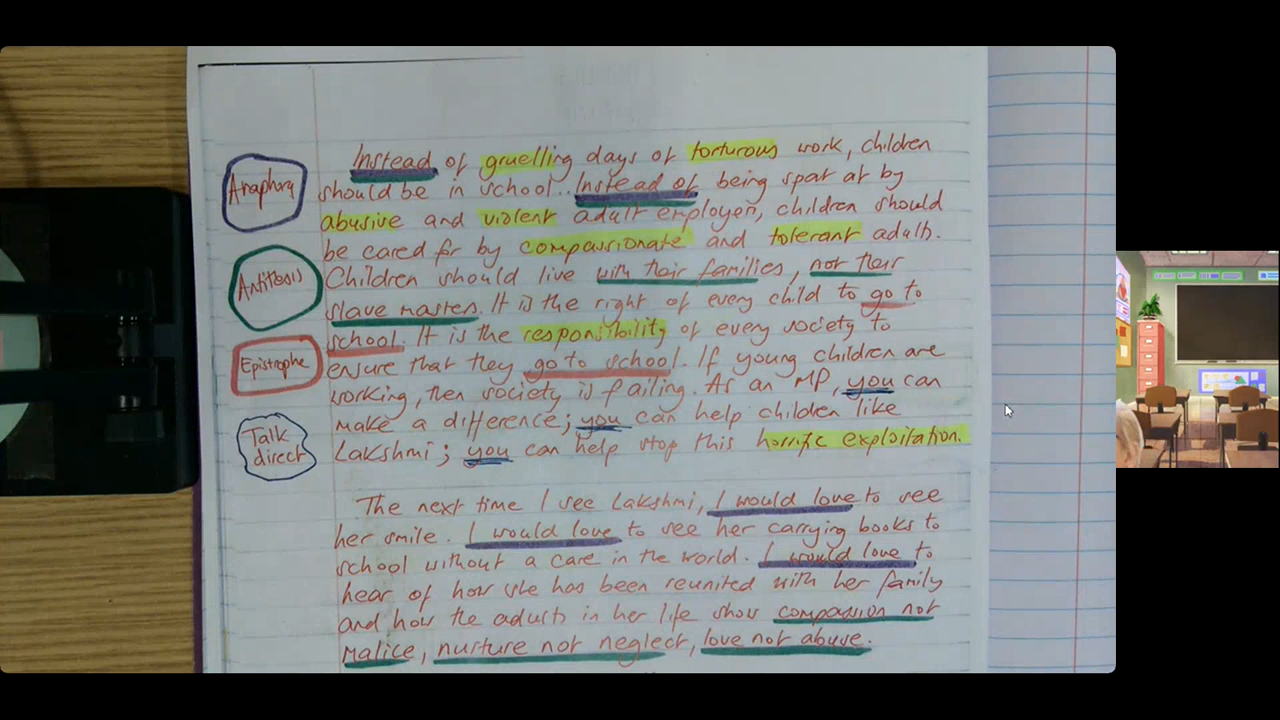 Anaphora
Antithesis
Epistrophe
Talk
direct
Instead of gruelling days of torturous work, children
should be in school. Instead of being spat at by
abusive and violent adult employers, children should
be cared for by compassionate and tolerant adults.
Children should live with their families, not their
slave masters. It is the right of every child to go to
school. It is the responsibility of every society to
ensure that they go to school. If young children are
working, then society is failing. As an MP, you can
make a difference; you can help children like
Lakshmi; you can help stop this horrific exploitation.
The next time I see Lakshmi, I would love to see
her smile. I would love to see her carrying books to
school without a care in the world. I would love to
hear of how she has been reunited with her family
and how the adults in her life show compassion not
malice, nurture not neglect, love not abuse.